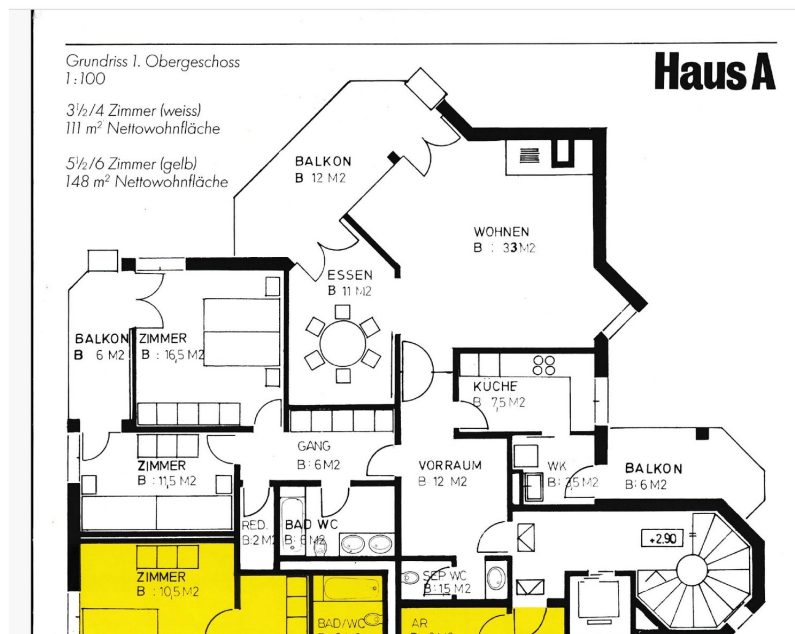 Grundriss 1. Obergeschoss
1:100
Haus A
3½/4 Zimmer (weiss)
111 m² Nettowohnfläche
5½/6 Zimmer (gelb)
148 m² Nettowohnfläche
BALKON
B 12 M2
WOHNEN
B : 33 M2
ESSEN
B 11 M2
BALKON
B 6 M2
ZIMMER
B : 16,5 M2
KÜCHE
B 7,5 M2
GANG
B: 6 M2
ZIMMER
B : 11,5 M2
VORRAUM
B 12 M2
WK
B: 3,5 M2
BALKON
B: 6 M2
RED.
B:2 M2
BAD WC
B: 6 M2
+2.90
ZIMMER
B : 10,5 M2
SEP WC
B: 1,5 M2
BAD/WC
AR